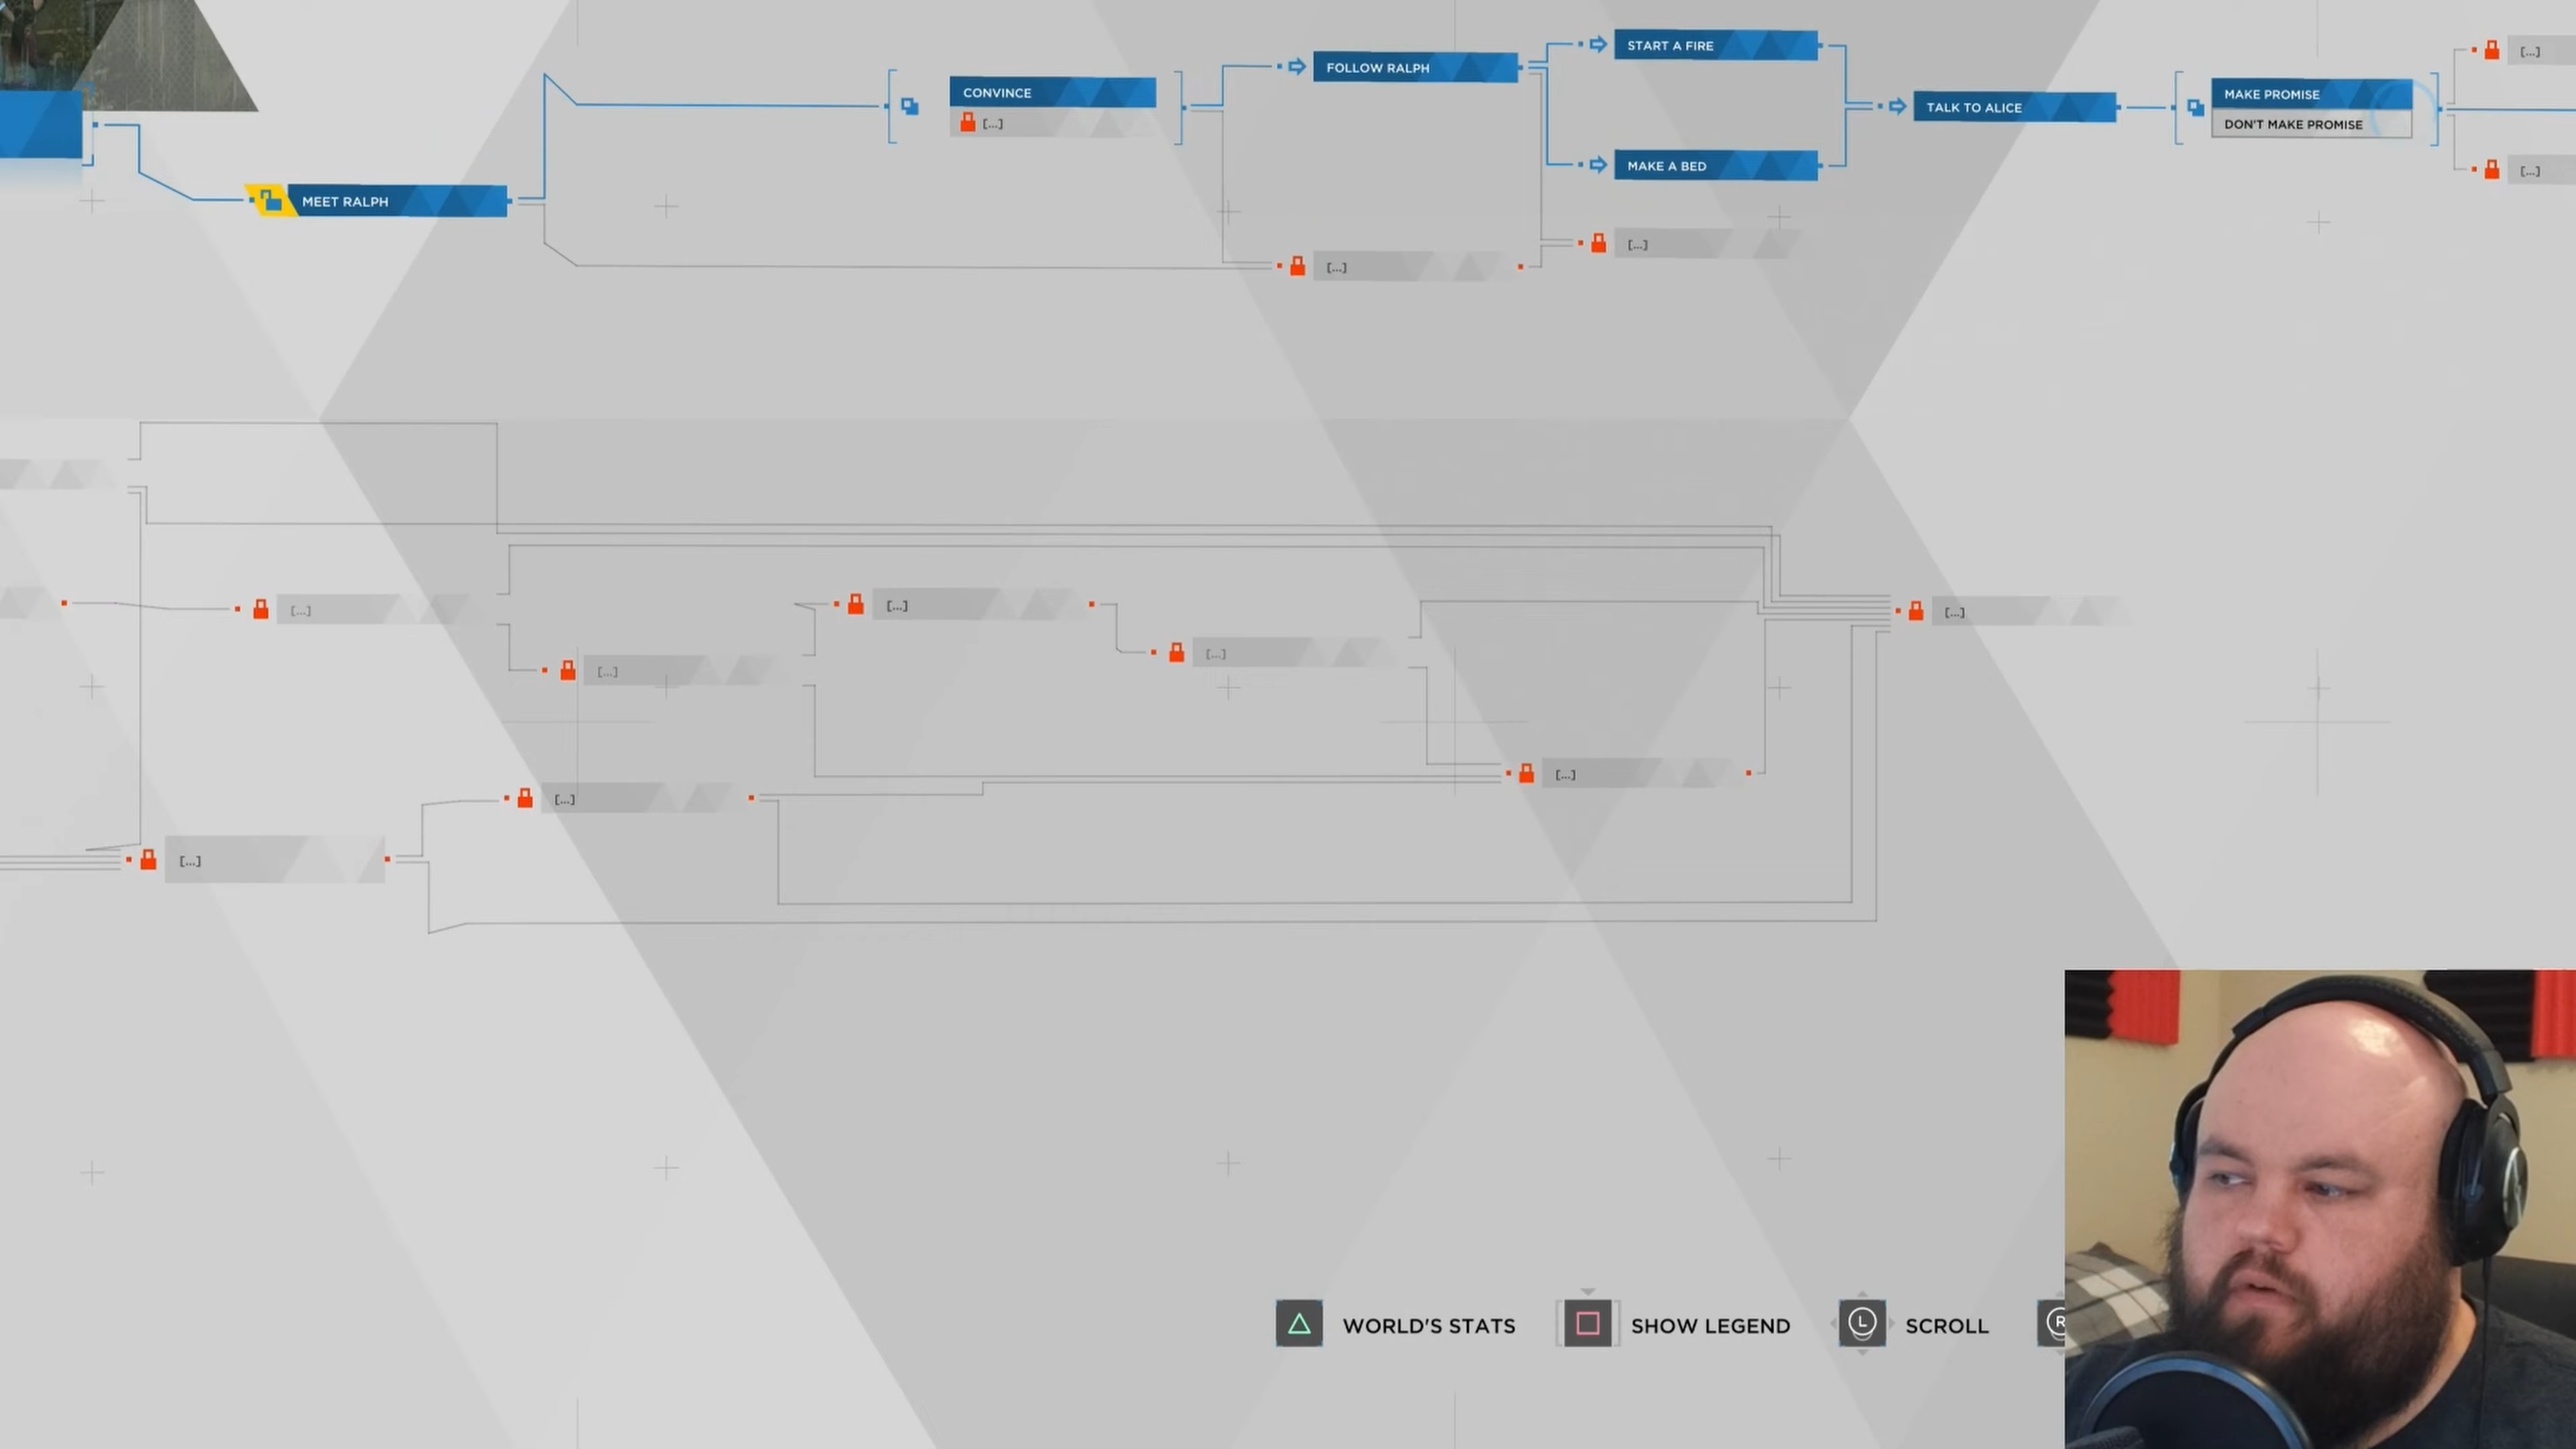 START A FIRE
FOLLOW RALPH
[...]
CONVINCE
MAKE PROMISE
TALK TO ALICE
[...]
DON'T MAKE PROMISE
MAKE A BED
[...]
MEET RALPH
[...]
[...]
[...]
[...]
[...]
[...]
[...]
[...]
[...]
[...]
WORLD'S STATS
SHOW LEGEND
L
SCROLL
R